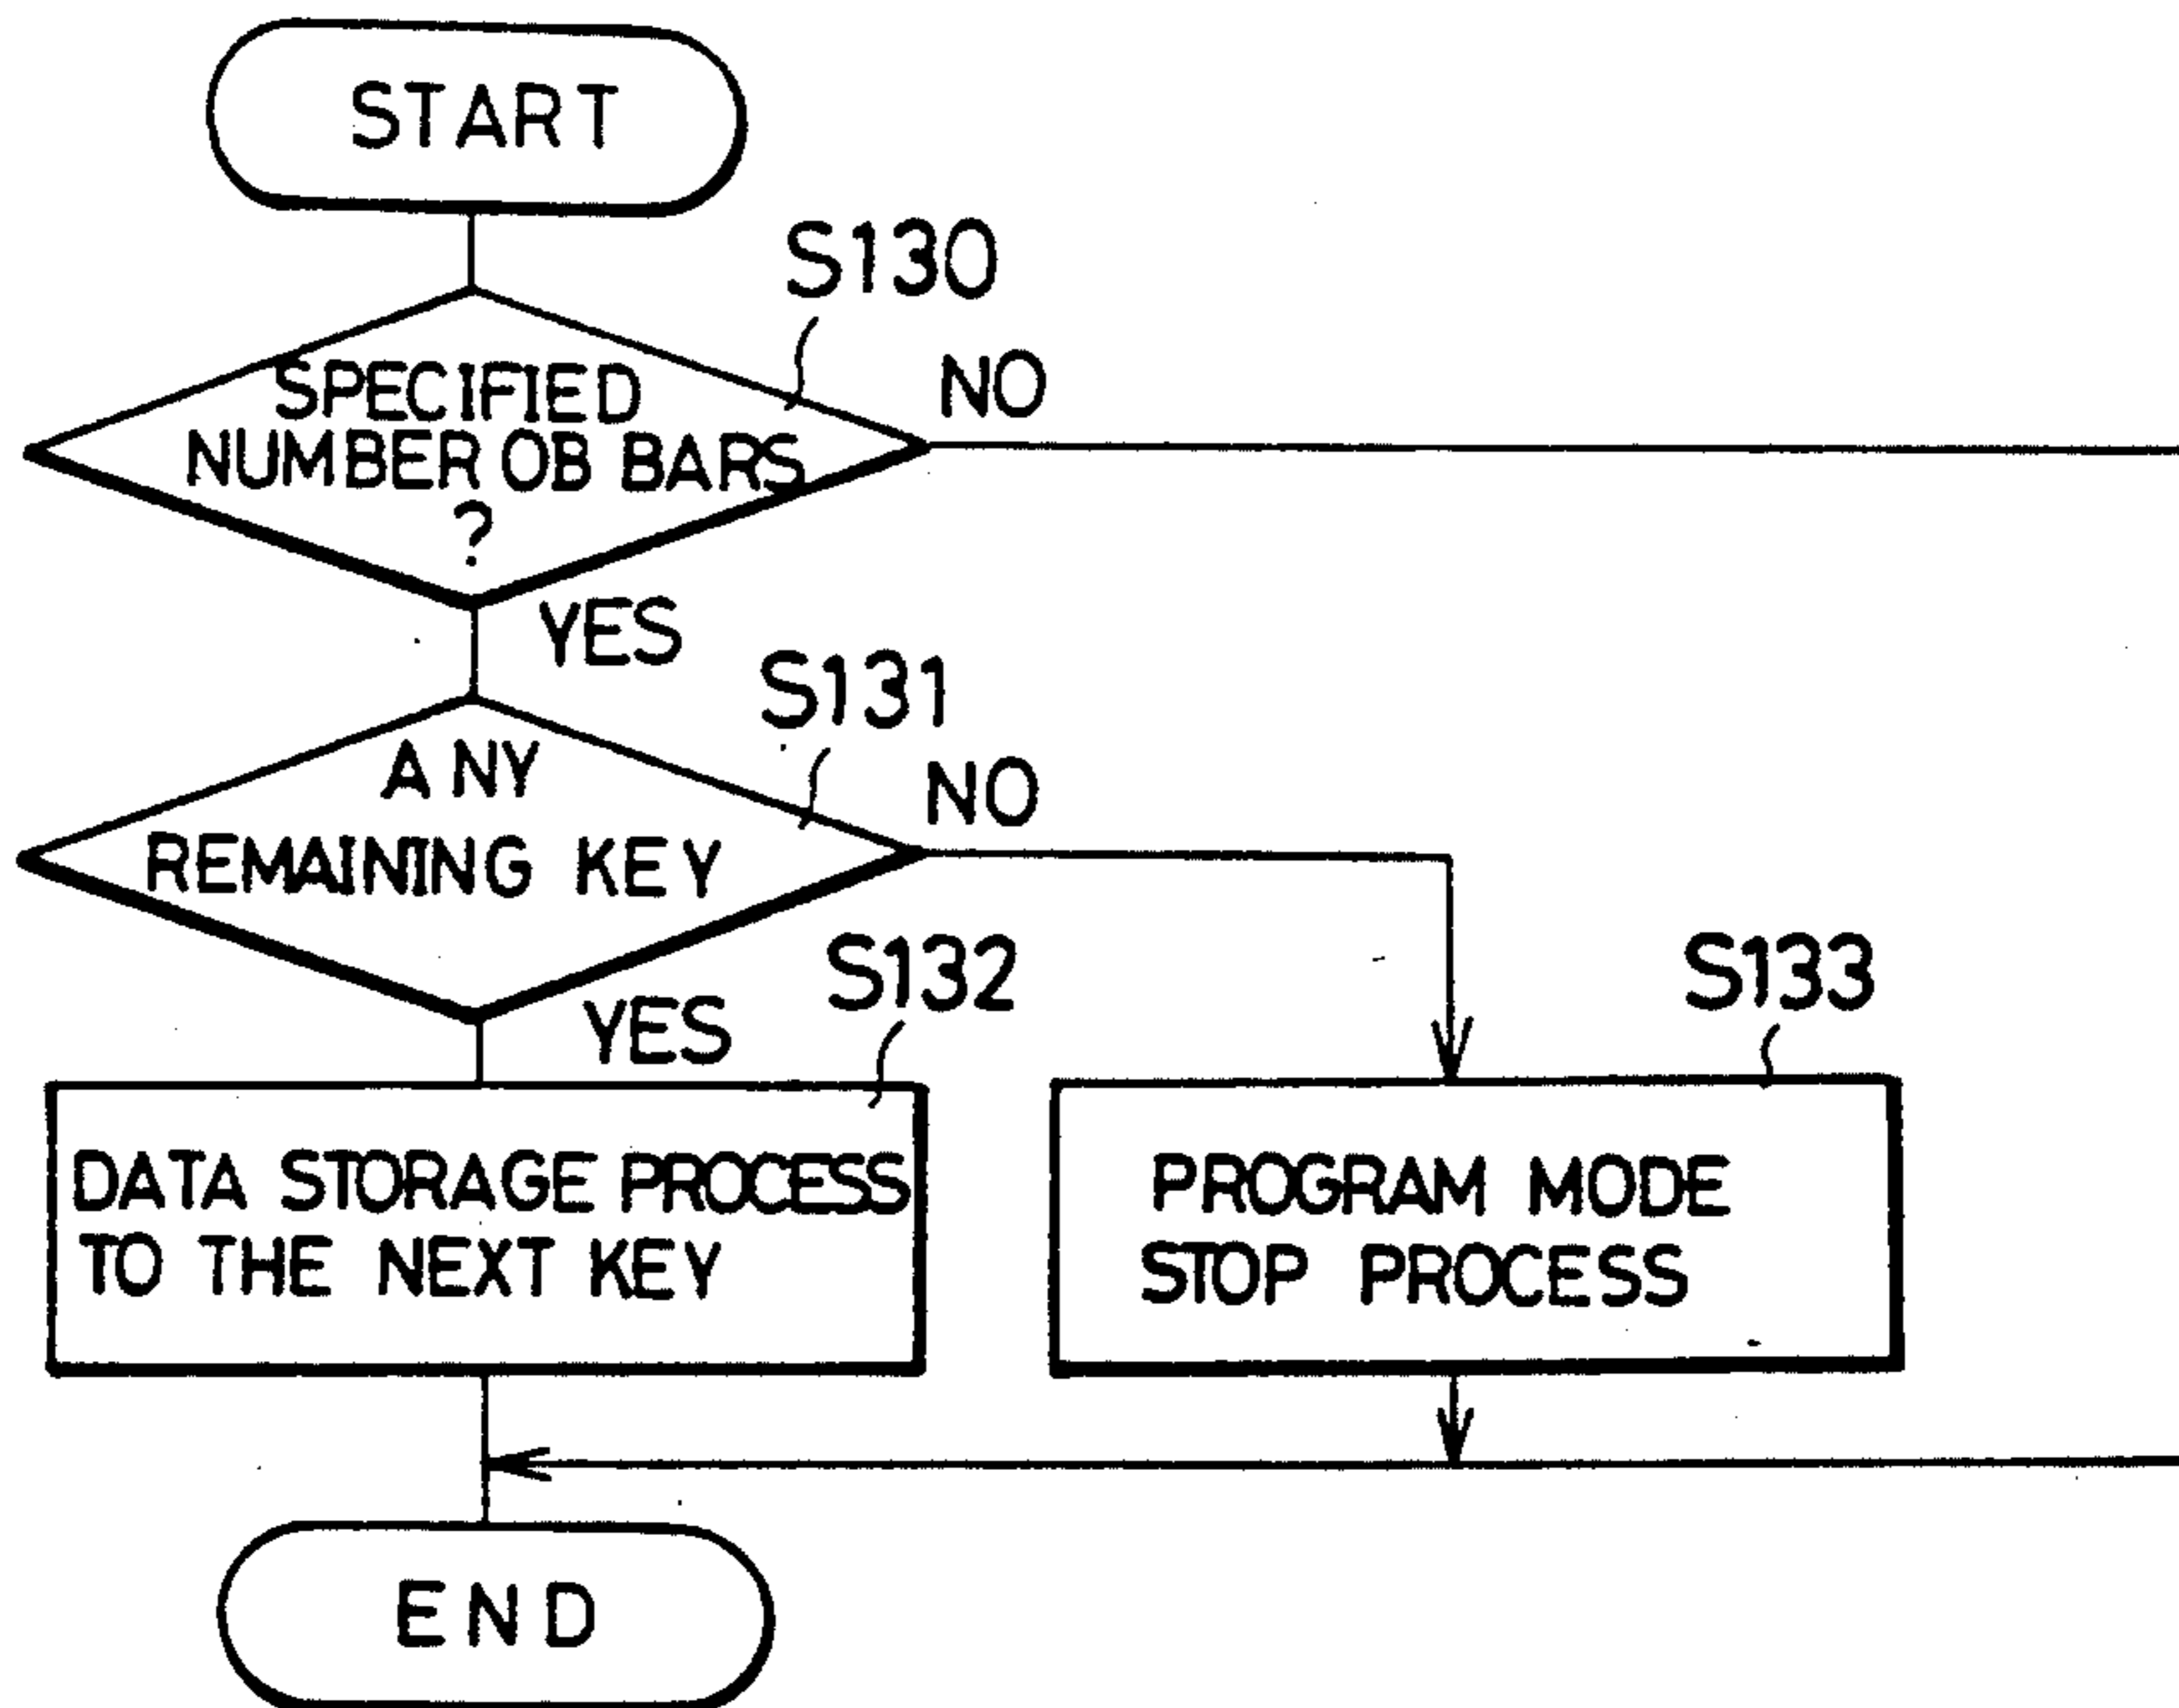 START
S130
SPECIFIED
NUMBER OB BARS
?
NO
YES
S131
ANY
REMAINING KEY
NO
YES
S132
DATA STORAGE PROCESS
TO THE NEXT KEY
S133
PROGRAM MODE
STOP PROCESS
END